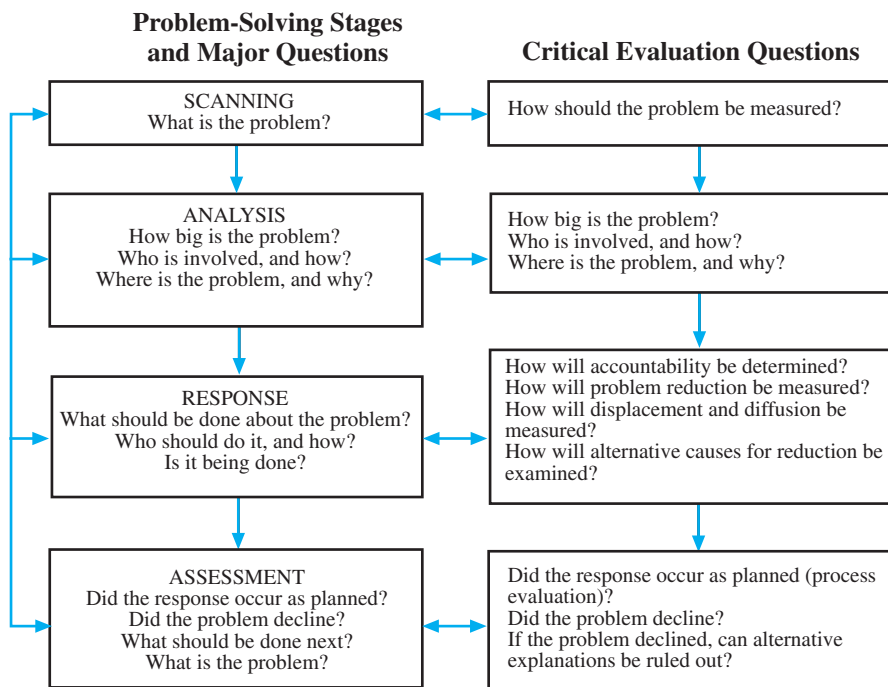 Problem-Solving Stages
and Major Questions
Critical Evaluation Questions
SCANNING
What is the problem?
How should the problem be measured?
ANALYSIS
How big is the problem?
Who is involved, and how?
Where is the problem, and why?
How big is the problem?
Who is involved, and how?
Where is the problem, and why?
RESPONSE
What should be done about the problem?
Who should do it, and how?
Is it being done?
How will accountability be determined?
How will problem reduction be measured?
How will displacement and diffusion be
measured?
How will alternative causes for reduction be
examined?
ASSESSMENT
Did the response occur as planned?
Did the problem decline?
What should be done next?
What is the problem?
Did the response occur as planned (process
evaluation)?
Did the problem decline?
If the problem declined, can alternative
explanations be ruled out?